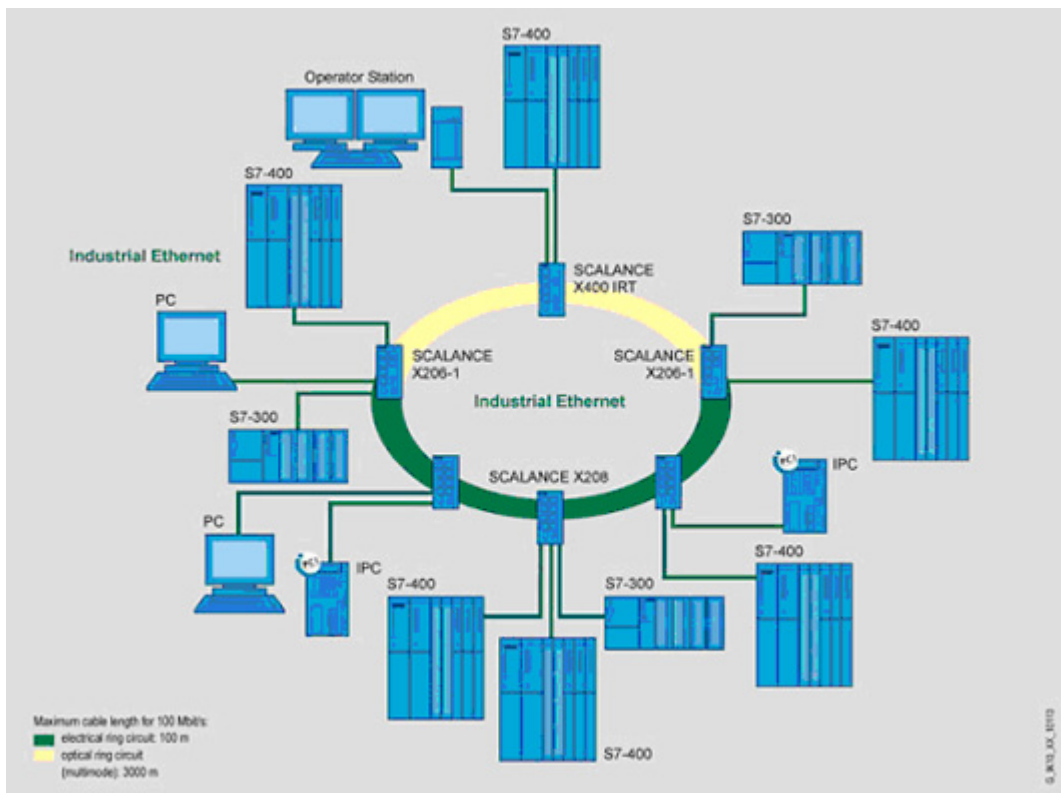 S7-400
Operator Station
S7-400
S7-300
Industrial Ethernet
SCALANCE
X400 IRT
PC
S7-400
SCALANCE
X206-1
SCALANCE
X206-1
Industrial Ethernet
S7-300
IPC
SCALANCE X208
PC
IPC
S7-400
S7-300
S7-400
S7-400
Maximum cable length for 100 Mbit/s:
electrical ring circuit: 100 m
optical ring circuit
(multimode): 3000 m